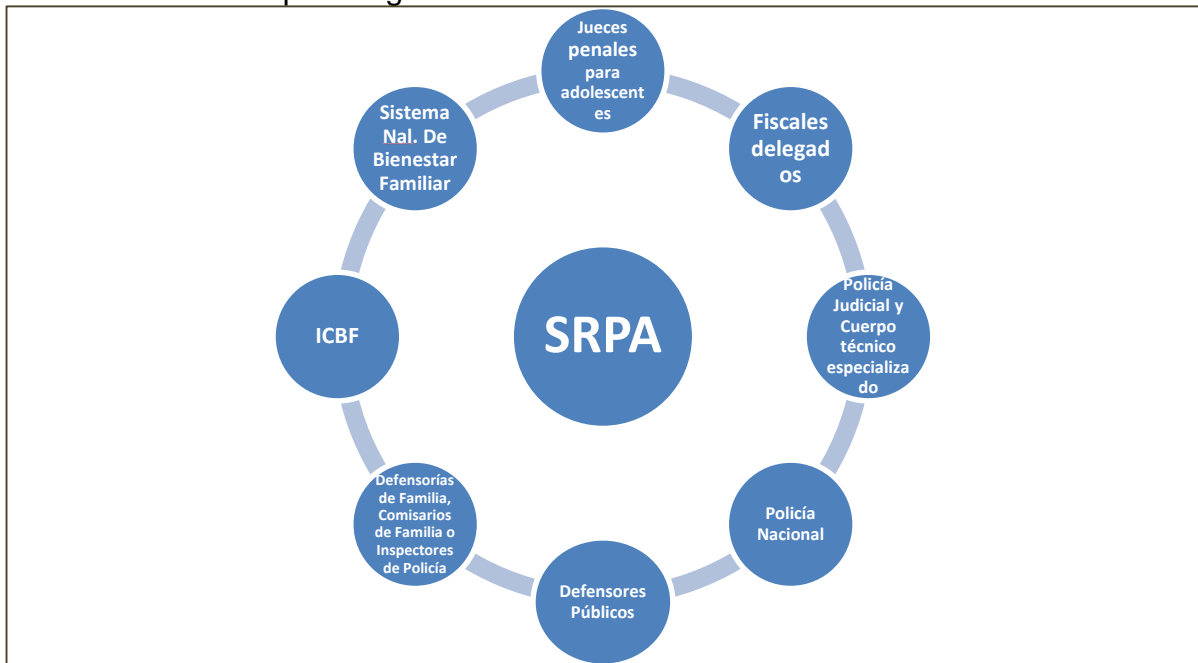 Jueces
penales
para
adolescent
es
Fiscales
delegad
os
Policía
Judicial y
Cuerpo
técnico
especializa
do
Policía
Nacional
Defensores
Públicos
Defensorías
de Familia,
Comisarios
de Familia o
Inspectores
de Policía
ICBF
Sistema
Nal. De
Bienestar
Familiar
SRPA